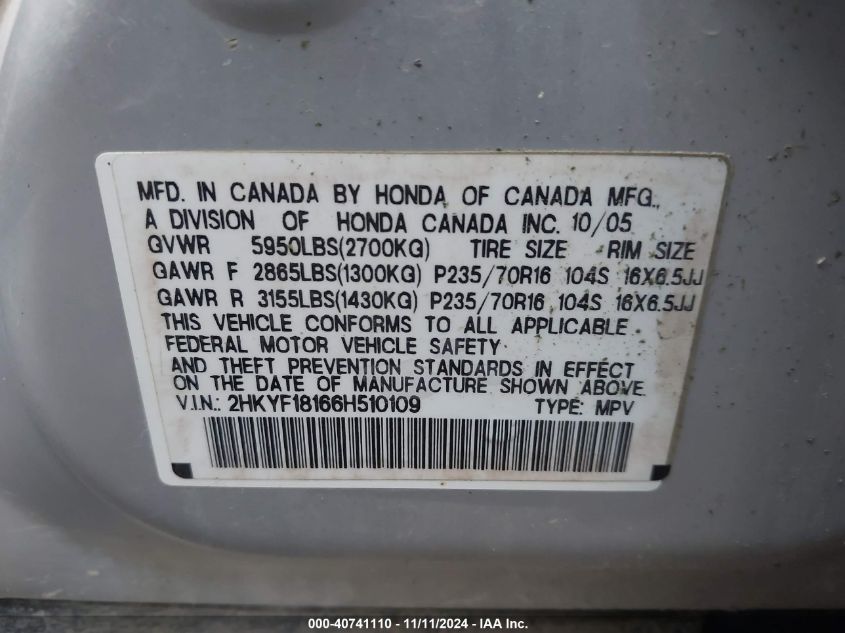 MFD. IN CANADA BY HONDA OF CANADA MFG.,
A DIVISION OF HONDA CANADA INC. 10/05
GVWR 5950LBS(2700KG) TIRE SIZE RIM SIZE
GAWR F 2865LBS(1300KG) P235/70R16 104S 16X6.5JJ
GAWR R 3155LBS(1430KG) P235/70R16 104S 16X6.5JJ
THIS VEHICLE CONFORMS TO ALL APPLICABLE
FEDERAL MOTOR VEHICLE SAFETY
AND THEFT PREVENTION STANDARDS IN EFFECT
ON THE DATE OF MANUFACTURE SHOWN ABOVE.
V.I.N.: 2HKYF18166H510109 TYPE: MPV
000-40741110 - 11/11/2024 - IAA Inc.